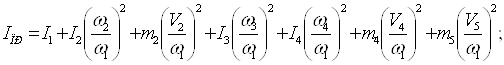 I_{ÏÐ} = I_1 + I_2(ω_2/ω_1)^2 + m_2(V_2/ω_1)^2 + I_3(ω_3/ω_1)^2 + I_4(ω_4/ω_1)^2 + m_4(V_4/ω_1)^2 + m_5(V_5/ω_1)^2;